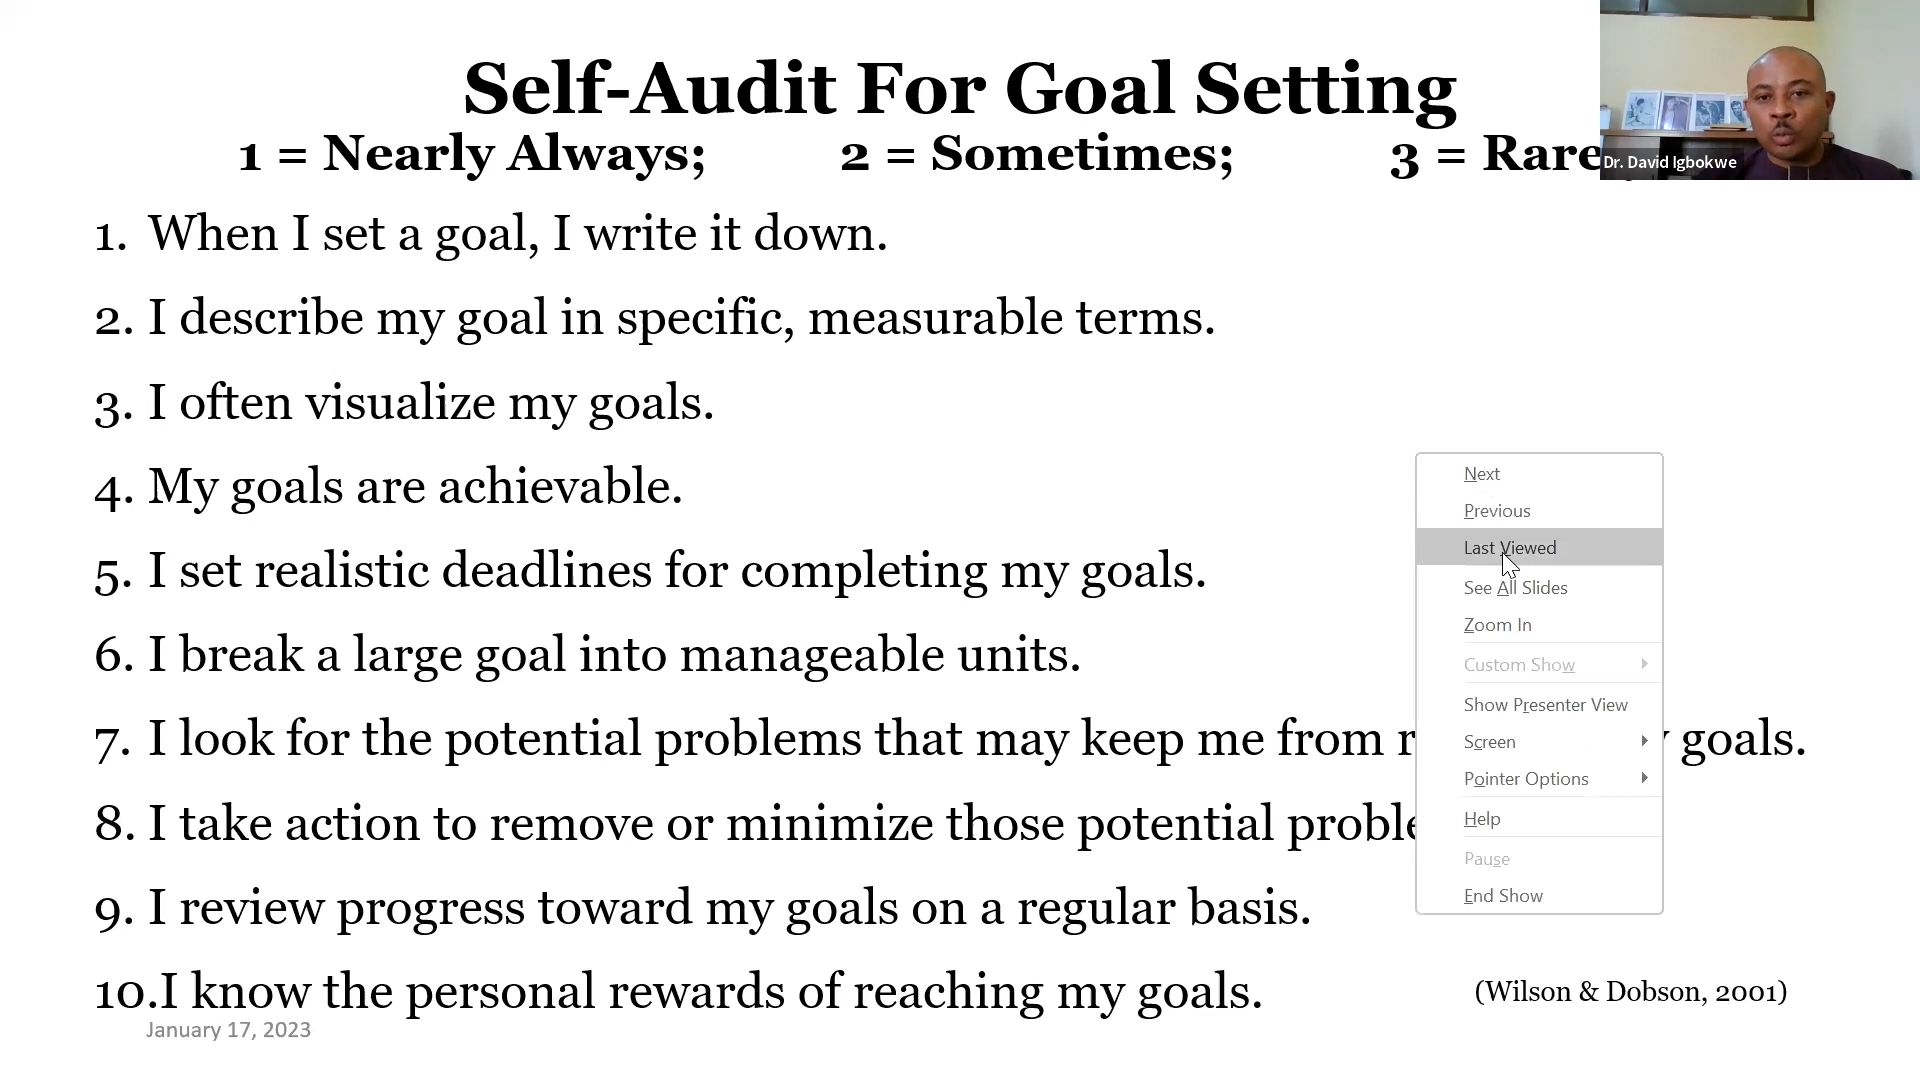 Self-Audit For Goal Setting
1 = Nearly Always; 2 = Sometimes; 3 = Rare
Dr. David Igbokwe
1. When I set a goal, I write it down.
2. I describe my goal in specific, measurable terms.
3. I often visualize my goals.
4. My goals are achievable.
5. I set realistic deadlines for completing my goals.
6. I break a large goal into manageable units.
7. I look for the potential problems that may keep me from r goals.
8. I take action to remove or minimize those potential proble
9. I review progress toward my goals on a regular basis.
10.I know the personal rewards of reaching my goals.
(Wilson & Dobson, 2001)
January 17, 2023
Next
Previous
Last Viewed
See All Slides
Zoom In
Custom Show
Show Presenter View
Screen
Pointer Options
Help
Pause
End Show